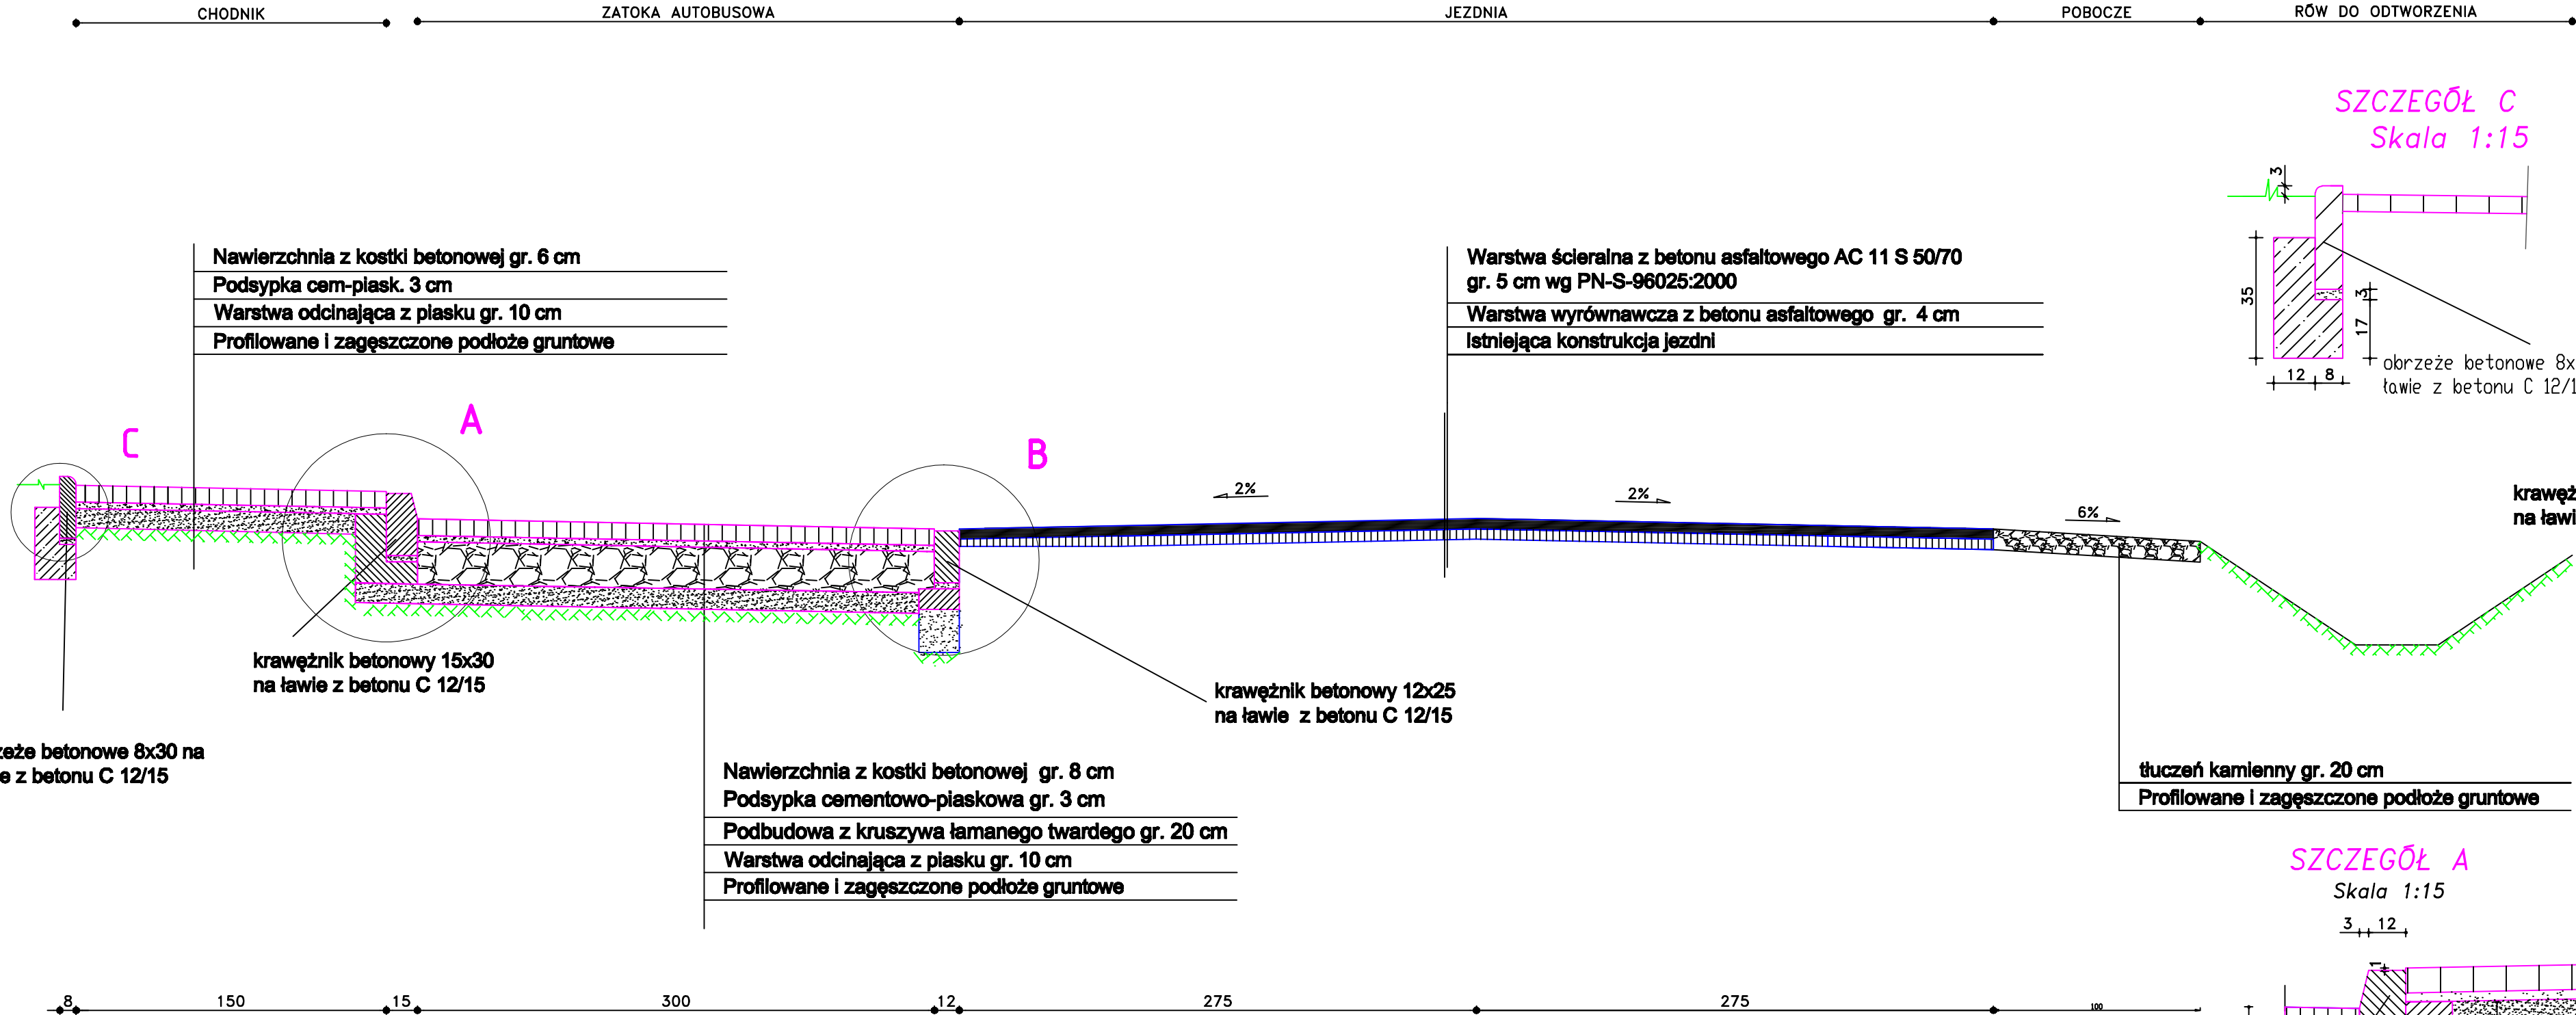 CHODNIK
ZATOKA AUTOBUSOWA
JEZDNIA
POBOCZE
RÓW DO ODTWORZENIA
SZCZEGÓŁ C
Skala 1:15
3
35
3
17
12
8
obrzeże betonowe 8x
ławie z betonu C 12/1
Nawierzchnia z kostki betonowej gr. 6 cm
Podsypka cem-piask. 3 cm
Warstwa odcinająca z piasku gr. 10 cm
Profilowane i zagęszczone podłoże gruntowe
Warstwa ścieralna z betonu asfaltowego AC 11 S 50/70
gr. 5 cm wg PN-S-96025:2000
Warstwa wyrównawcza z betonu asfaltowego gr. 4 cm
Istniejąca konstrukcja jezdni
C
A
B
2%
2%
6%
krawęż
na ławi
krawężnik betonowy 15x30
na ławie z betonu C 12/15
krawężnik betonowy 12x25
na ławie z betonu C 12/15
zeże betonowe 8x30 na
e z betonu C 12/15
Nawierzchnia z kostki betonowej gr. 8 cm
Podsypka cementowo-piaskowa gr. 3 cm
Podbudowa z kruszywa łamanego twardego gr. 20 cm
Warstwa odcinająca z piasku gr. 10 cm
Profilowane i zagęszczone podłoże gruntowe
tłuczeń kamienny gr. 20 cm
Profilowane i zagęszczone podłoże gruntowe
SZCZEGÓŁ A
Skala 1:15
3
12
1
8
150
15
300
12
275
275
100